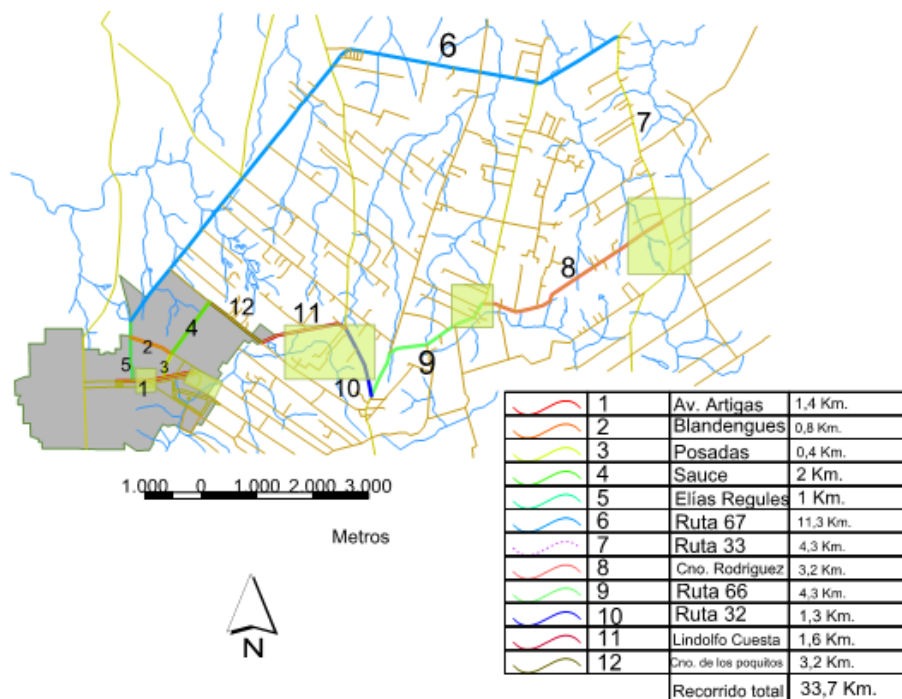 6
7
8
12
11
4
2
9
3
5
1
10
1 Av. Artigas 1,4 Km.
2 Blandengues 0,8 Km.
3 Posadas 0,4 Km.
4 Sauce 2 Km.
5 Elías Regules 1 Km.
6 Ruta 67 11,3 Km.
7 Ruta 33 4,3 Km.
8 Cno. Rodriguez 3,2 Km.
9 Ruta 66 4,3 Km.
10 Ruta 32 1,3 Km.
11 Lindolfo Cuesta 1,6 Km.
12 Cno. de los poquitos 3,2 Km.
Recorrido total 33,7 Km.
1.000 0 1.000 2.000 3.000
Metros
N